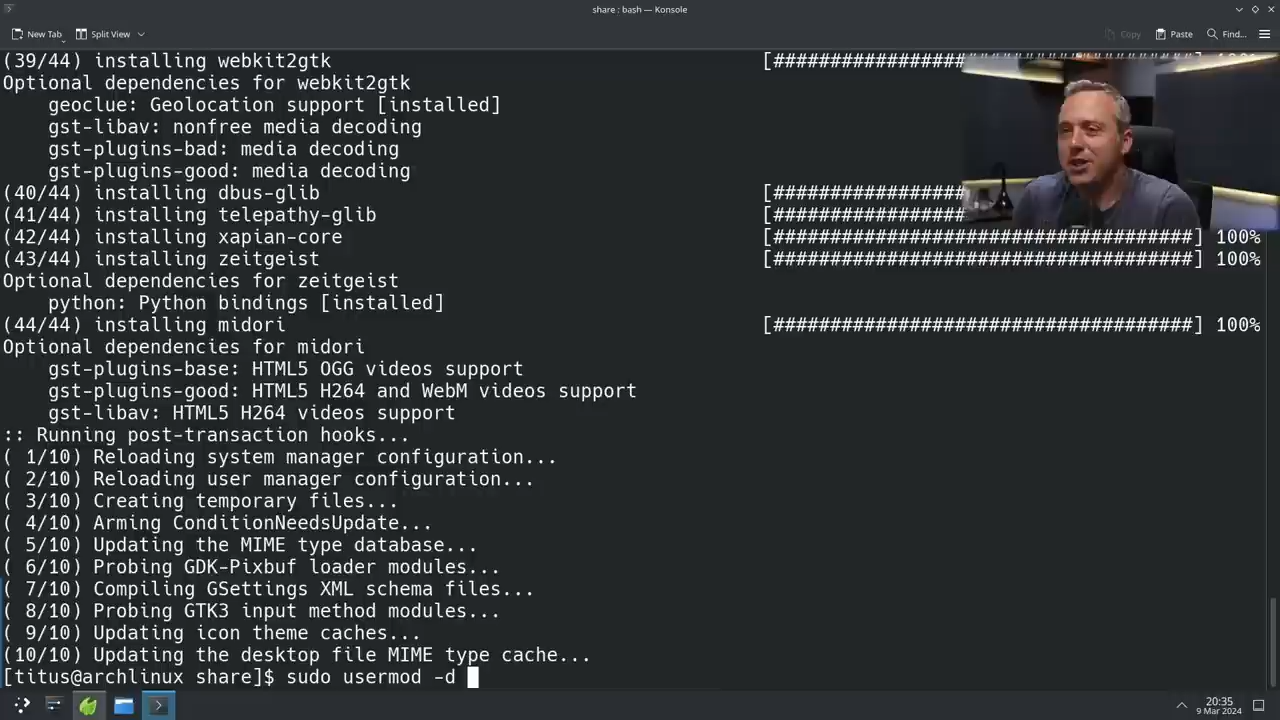 share : bash — Konsole
New Tab Split View Copy Paste Find...
(39/44) installing webkit2gtk [######################
Optional dependencies for webkit2gtk
geoclue: Geolocation support [installed]
gst-libav: nonfree media decoding
gst-plugins-bad: media decoding
gst-plugins-good: media decoding
(40/44) installing dbus-glib [#################
(41/44) installing telepathy-glib [#################
(42/44) installing xapian-core [#####################################] 100%
(43/44) installing zeitgeist [#####################################] 100%
Optional dependencies for zeitgeist
python: Python bindings [installed]
(44/44) installing midori [#####################################] 100%
Optional dependencies for midori
gst-plugins-base: HTML5 OGG videos support
gst-plugins-good: HTML5 H264 and WebM videos support
gst-libav: HTML5 H264 videos support
:: Running post-transaction hooks...
( 1/10) Reloading system manager configuration...
( 2/10) Reloading user manager configuration...
( 3/10) Creating temporary files...
( 4/10) Arming ConditionNeedsUpdate...
( 5/10) Updating the MIME type database...
( 6/10) Probing GDK-Pixbuf loader modules...
( 7/10) Compiling GSettings XML schema files...
( 8/10) Probing GTK3 input method modules...
( 9/10) Updating icon theme caches...
(10/10) Updating the desktop file MIME type cache...
[titus@archlinux share]$ sudo usermod -d
20:35
9 Mar 2024